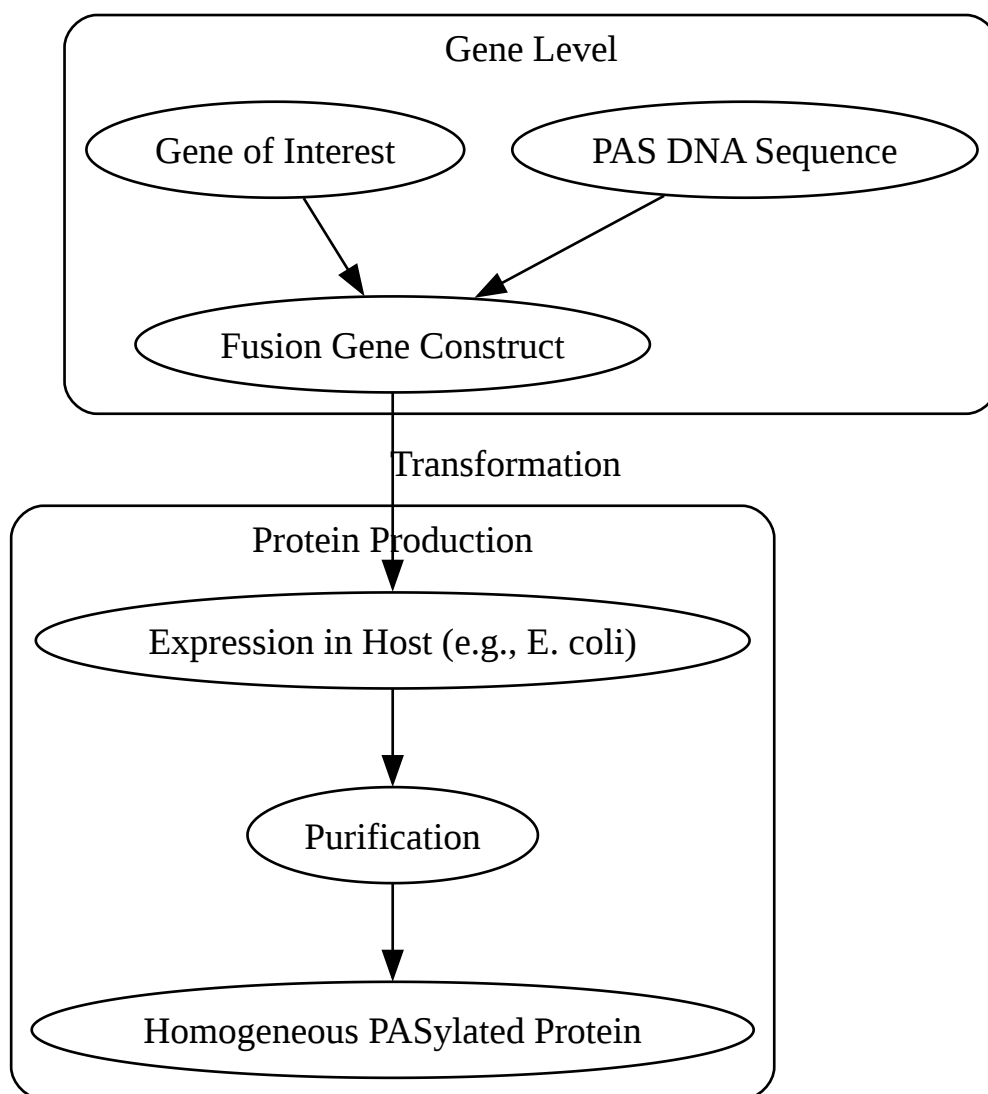 Gene Level
Gene of Interest
PAS DNA Sequence
Fusion Gene Construct
Transformation
Protein Production
Expression in Host (e.g., E. coli)
Purification
Homogeneous PASylated Protein